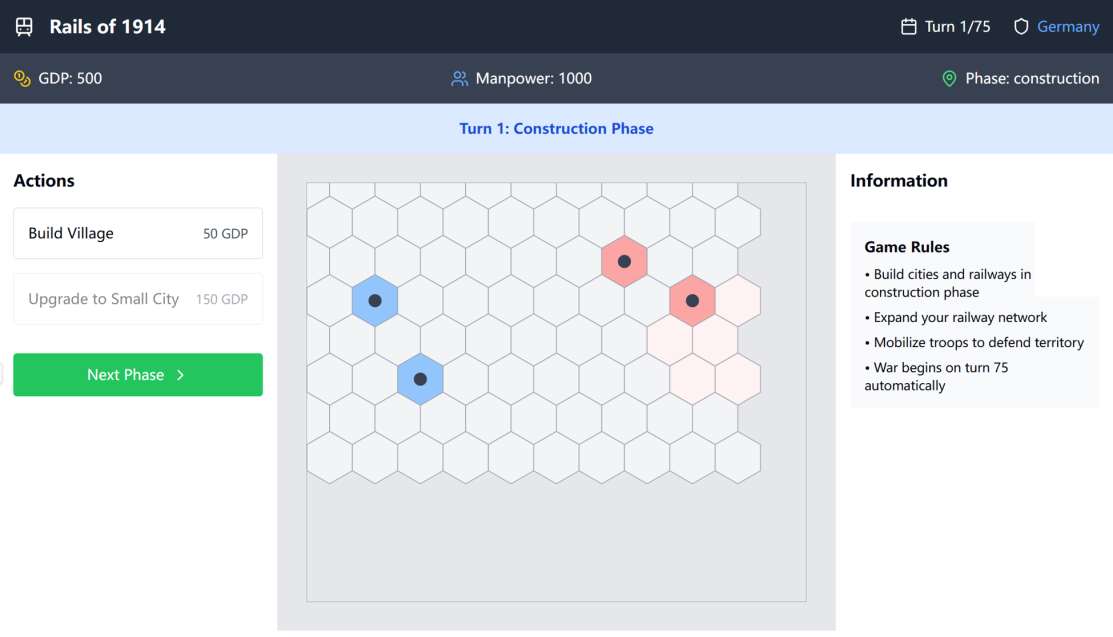 Rails of 1914
Turn 1/75
Germany
GDP: 500
Manpower: 1000
Phase: construction
Turn 1: Construction Phase
Actions
Build Village
50 GDP
Upgrade to Small City
150 GDP
Next Phase
Information
Game Rules
• Build cities and railways in
construction phase
• Expand your railway network
• Mobilize troops to defend territory
• War begins on turn 75
automatically